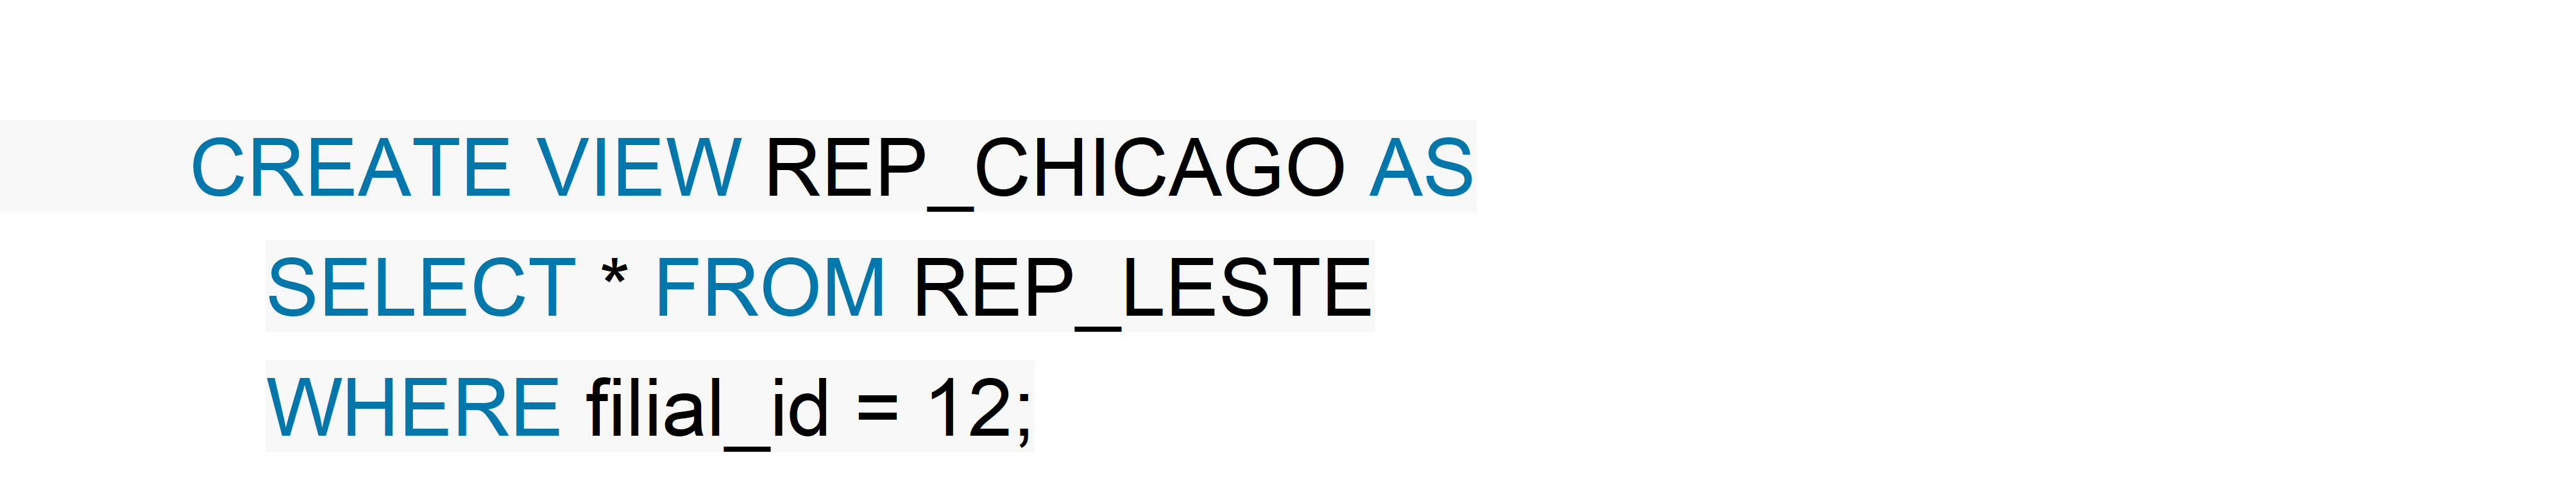 CREATE VIEW REP_CHICAGO AS
SELECT * FROM REP_LESTE
WHERE filial_id = 12;